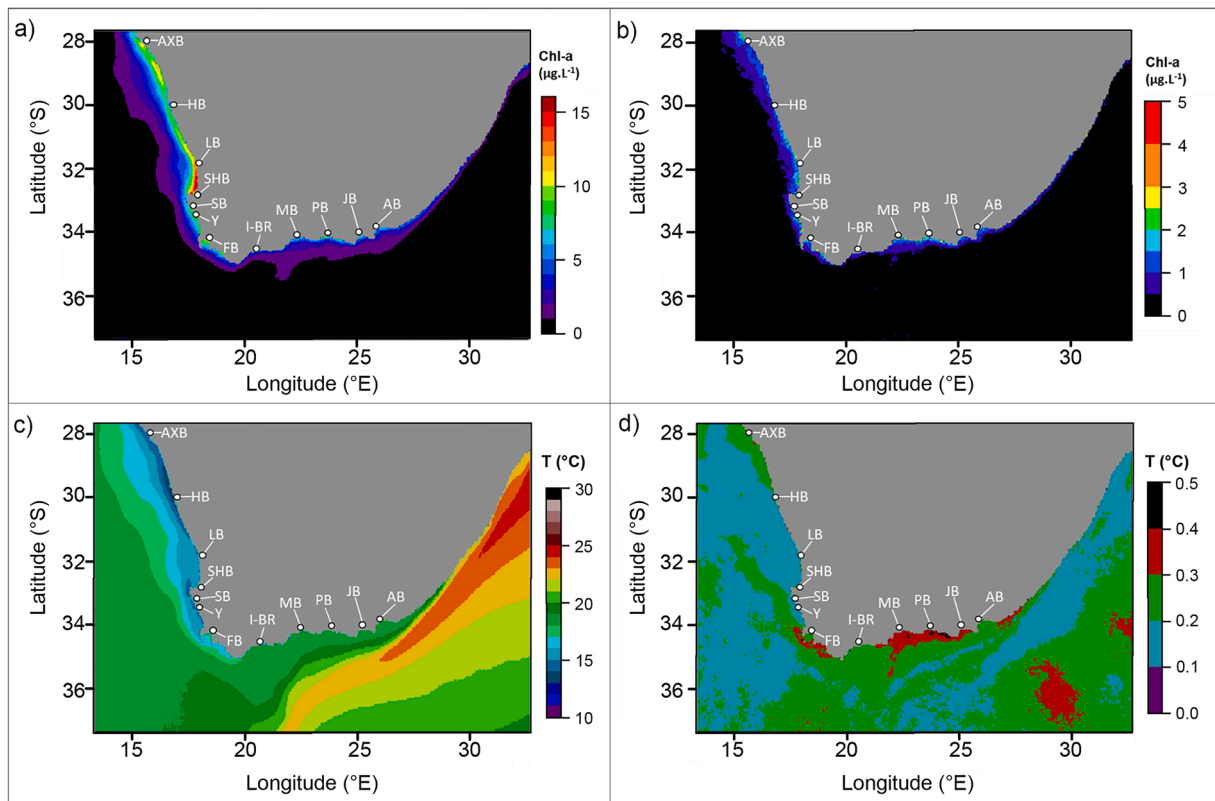 a)
28
30
32
34
36
Latitude (°S)
AXB
HB
LB
SHB
SB
Y
FB
I-BR
MB
PB
JB
AB
Chl-a
(µg.L⁻¹)
15
10
5
0
15
20
25
30
Longitude (°E)
b)
28
30
32
34
36
Latitude (°S)
AXB
HB
LB
SHB
SB
Y
FB
I-BR
MB
PB
JB
AB
Chl-a
(µg.L⁻¹)
5
4
3
2
1
0
15
20
25
30
Longitude (°E)
c)
28
30
32
34
36
Latitude (°S)
AXB
HB
LB
SHB
SB
Y
FB
I-BR
MB
PB
JB
AB
T (°C)
30
25
20
15
10
15
20
25
30
Longitude (°E)
d)
28
30
32
34
36
Latitude (°S)
AXB
HB
LB
SHB
SB
Y
FB
I-BR
MB
PB
JB
AB
T (°C)
0.5
0.4
0.3
0.2
0.1
0.0
15
20
25
30
Longitude (°E)